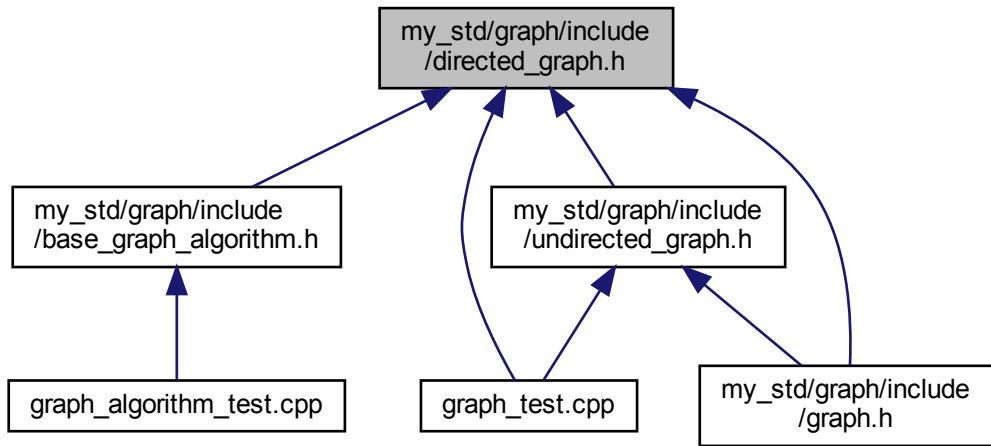 my_std/graph/include
/directed_graph.h
my_std/graph/include
/base_graph_algorithm.h
my_std/graph/include
/undirected_graph.h
graph_algorithm_test.cpp
graph_test.cpp
my_std/graph/include
/graph.h